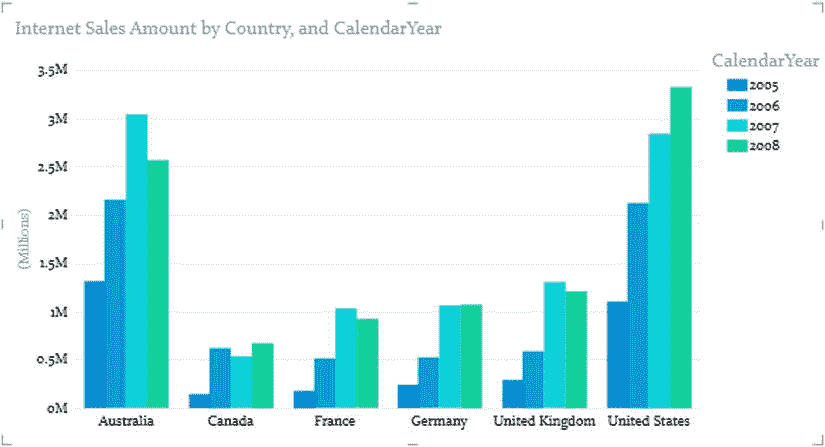 Internet Sales Amount by Country, and CalendarYear
CalendarYear
2005
2006
2007
2008
(Millions)
3.5M
3M
2.5M
2M
1.5M
1M
0.5M
0M
Australia
Canada
France
Germany
United Kingdom
United States